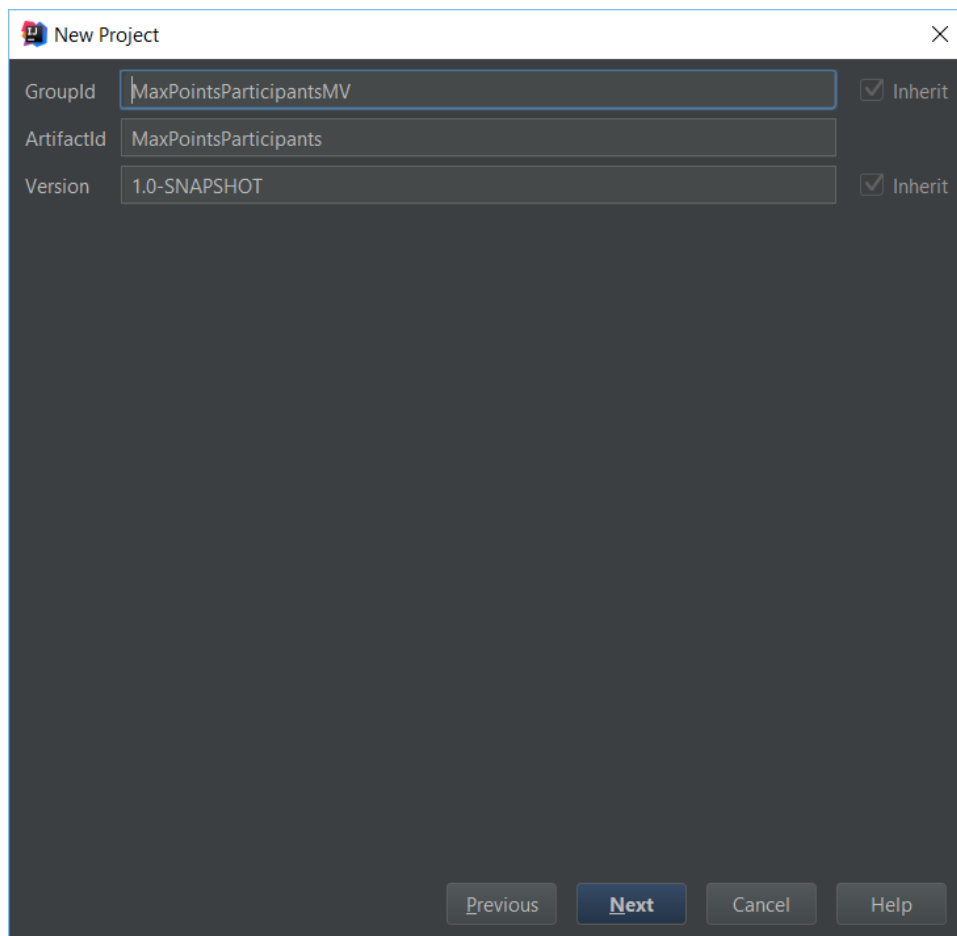 New Project
GroupId MaxPointsParticipantsMV Inherit
ArtifactId MaxPointsParticipants
Version 1.0-SNAPSHOT Inherit
Previous Next Cancel Help